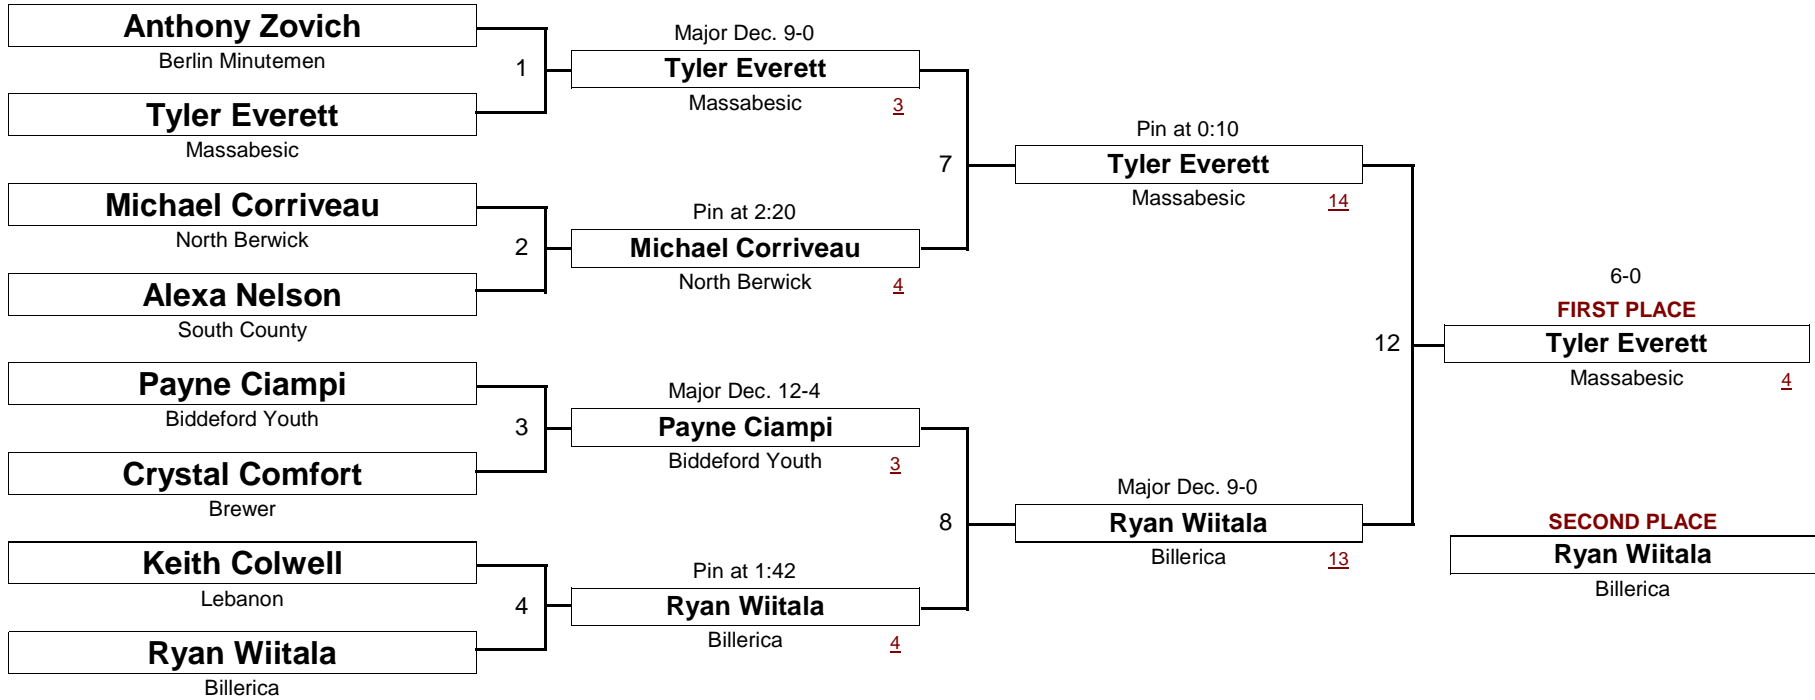 Anthony Zovich
Berlin Minutemen
1
Tyler Everett
Massabesic
Michael Corriveau
North Berwick
2
Alexa Nelson
South County
Payne Ciampi
Biddeford Youth
3
Crystal Comfort
Brewer
Keith Colwell
Lebanon
4
Ryan Wiitala
Billerica
Major Dec. 9-0
Tyler Everett
Massabesic 3
7
Pin at 2:20
Michael Corriveau
North Berwick 4
Major Dec. 12-4
Payne Ciampi
Biddeford Youth 3
8
Pin at 1:42
Ryan Wiitala
Billerica 4
Pin at 0:10
Tyler Everett
Massabesic 14
12
Major Dec. 9-0
Ryan Wiitala
Billerica 13
6-0
FIRST PLACE
Tyler Everett
Massabesic 4
SECOND PLACE
Ryan Wiitala
Billerica